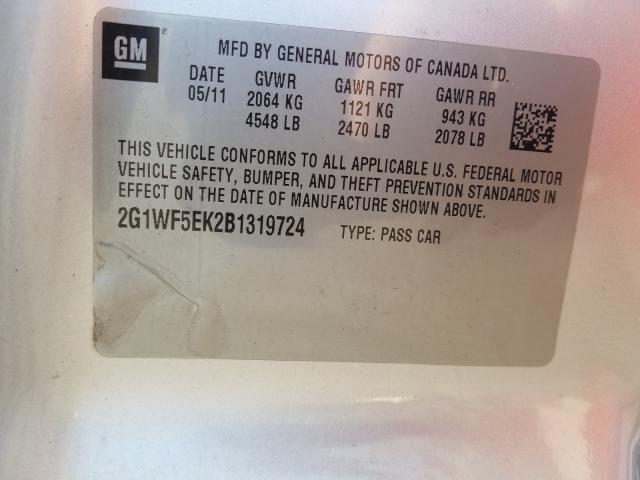 GM
MFD BY GENERAL MOTORS OF CANADA LTD.
DATE GVWR GAWR FRT GAWR RR
05/11 2064 KG 1121 KG 943 KG
4548 LB 2470 LB 2078 LB
THIS VEHICLE CONFORMS TO ALL APPLICABLE U.S. FEDERAL MOTOR
VEHICLE SAFETY, BUMPER, AND THEFT PREVENTION STANDARDS IN
EFFECT ON THE DATE OF MANUFACTURE SHOWN ABOVE.
2G1WF5EK2B1319724 TYPE: PASS CAR